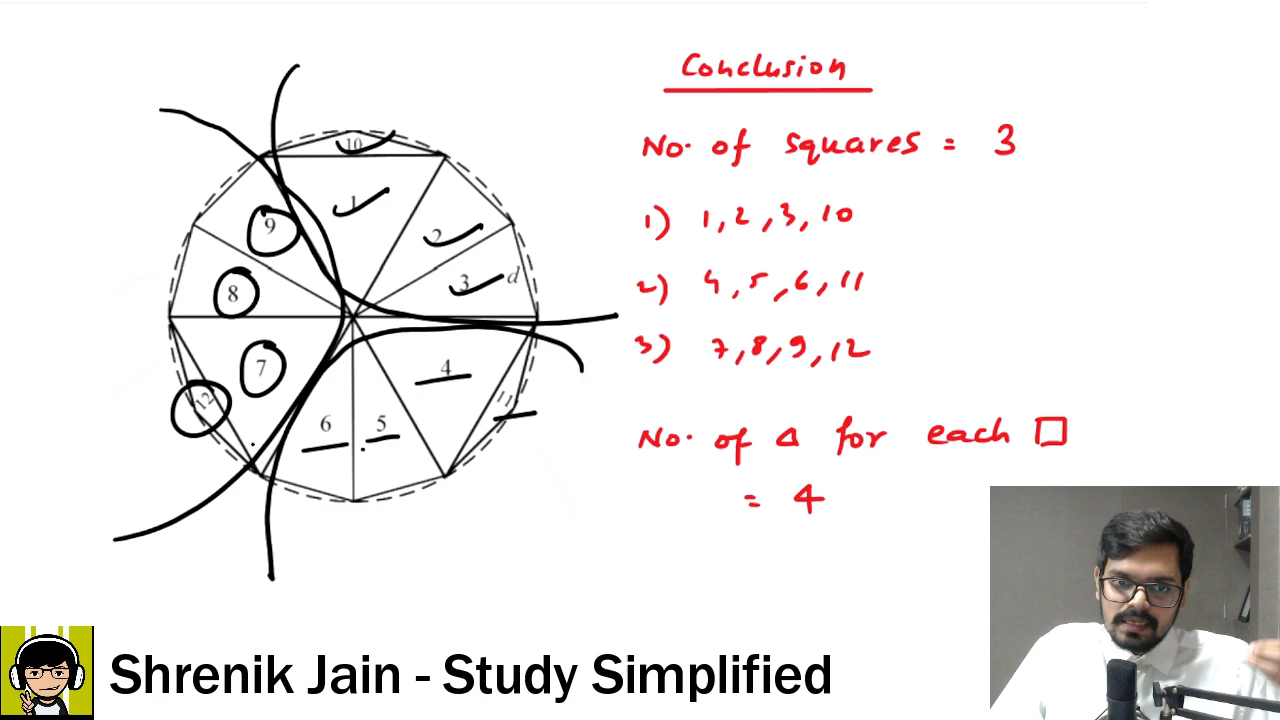 Conclusion
No. of squares = 3
1) 1, 2, 3, 10
2) 4, 5, 6, 11
3) 7, 8, 9, 12
No. of Δ for each □
= 4
10
1
9
2
3 d
8
7
4
12
11
6 5
Shrenik Jain - Study Simplified